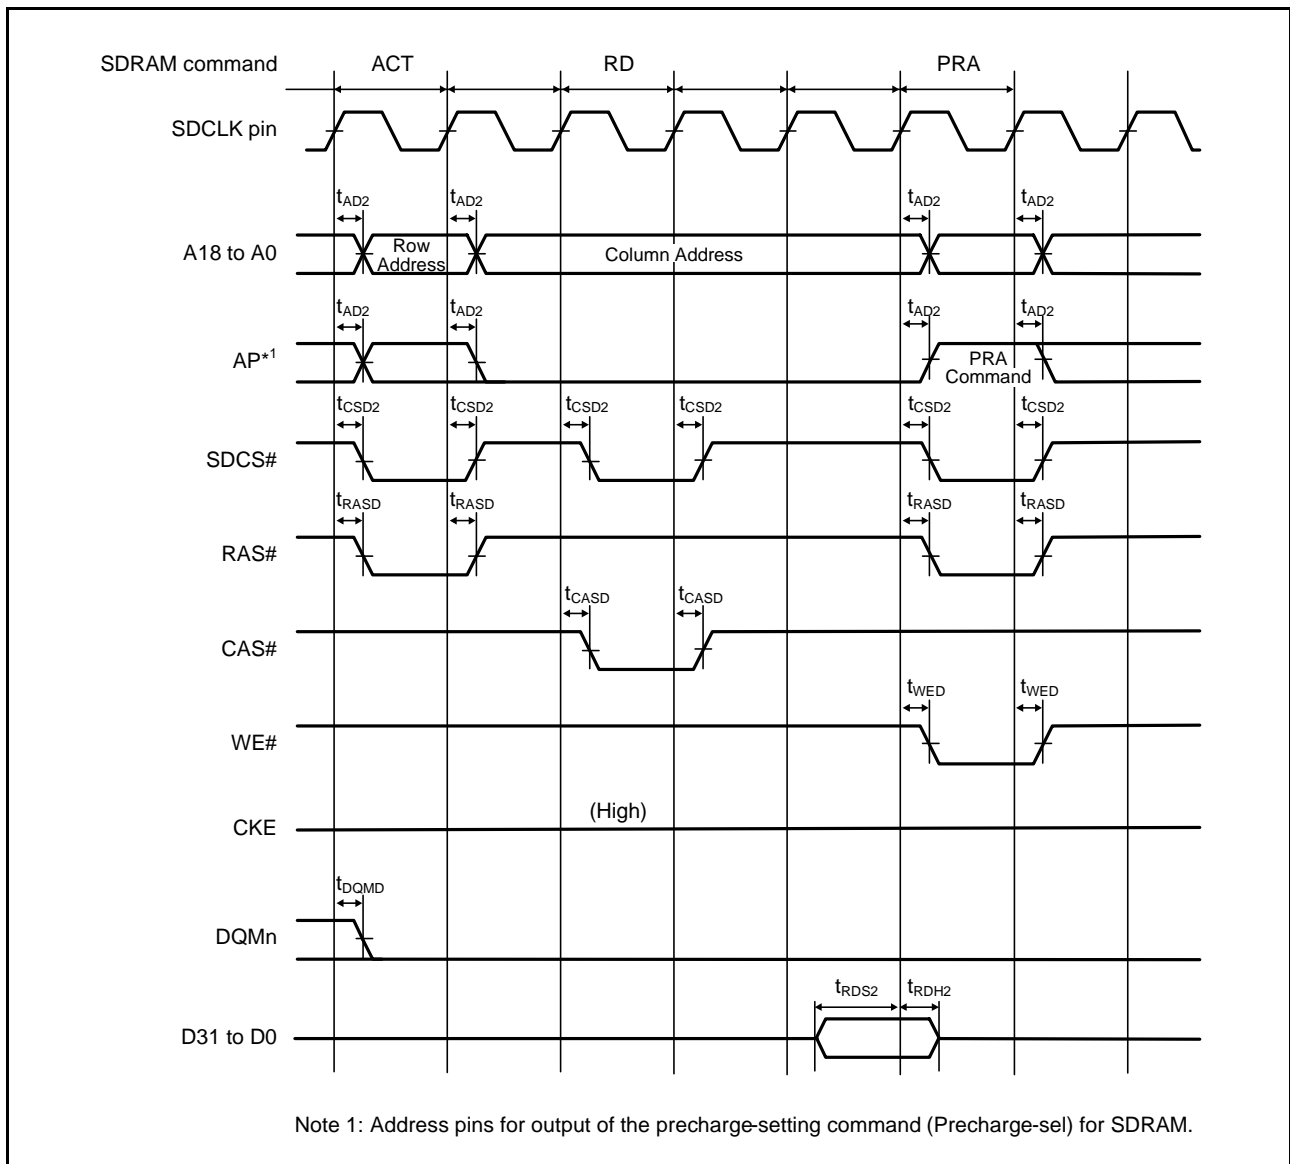 SDRAM command ACT RD PRA
SDCLK pin
tAD2 tAD2 tAD2 tAD2
A18 to A0 Row Address Column Address
tAD2 tAD2 tAD2 tAD2
AP*1 PRA Command
tCSD2 tCSD2 tCSD2 tCSD2 tCSD2 tCSD2
SDCS#
tRASD tRASD tRASD tRASD
RAS#
tCASD tCASD
CAS#
tWED tWED
WE#
(High)
CKE
tDQMD
DQMn
tRDS2 tRDH2
D31 to D0
Note 1: Address pins for output of the precharge-setting command (Precharge-sel) for SDRAM.